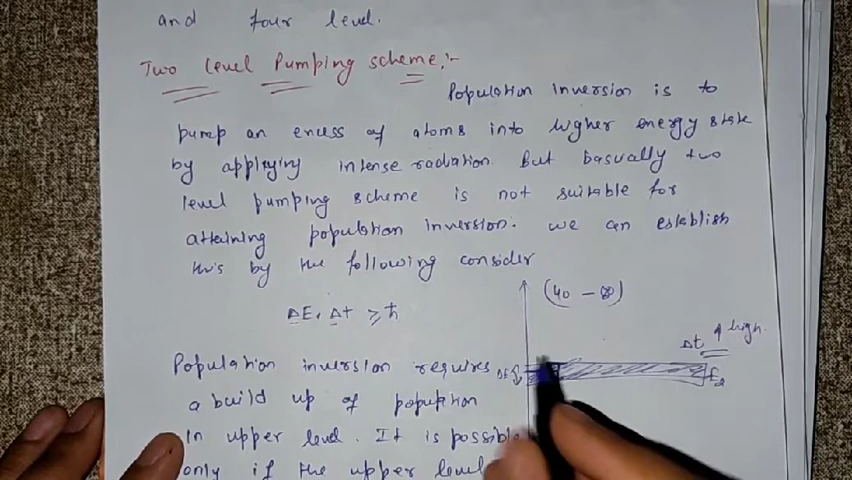 and four level.
Two level Pumping scheme:-
Population inversion is to
pump an excess of atoms into higher energy state
by applying intense radiation. But basually two
level pumping scheme is not suitable for
attaining population inversion. we can establish
this by the following consider
ΔE. Δt ≥ ħ (40 - ∞)
Δt ↑ high.
Population inversion requires ΔE E2
a build up of population
In upper level. It is possible
only if the upper level